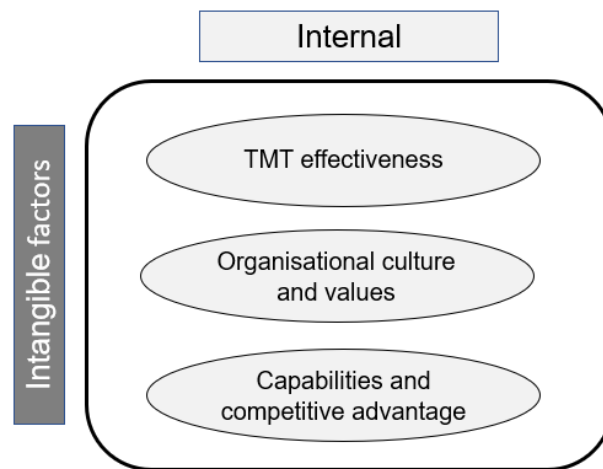 Internal
Intangible factors
TMT effectiveness
Organisational culture
and values
Capabilities and
competitive advantage